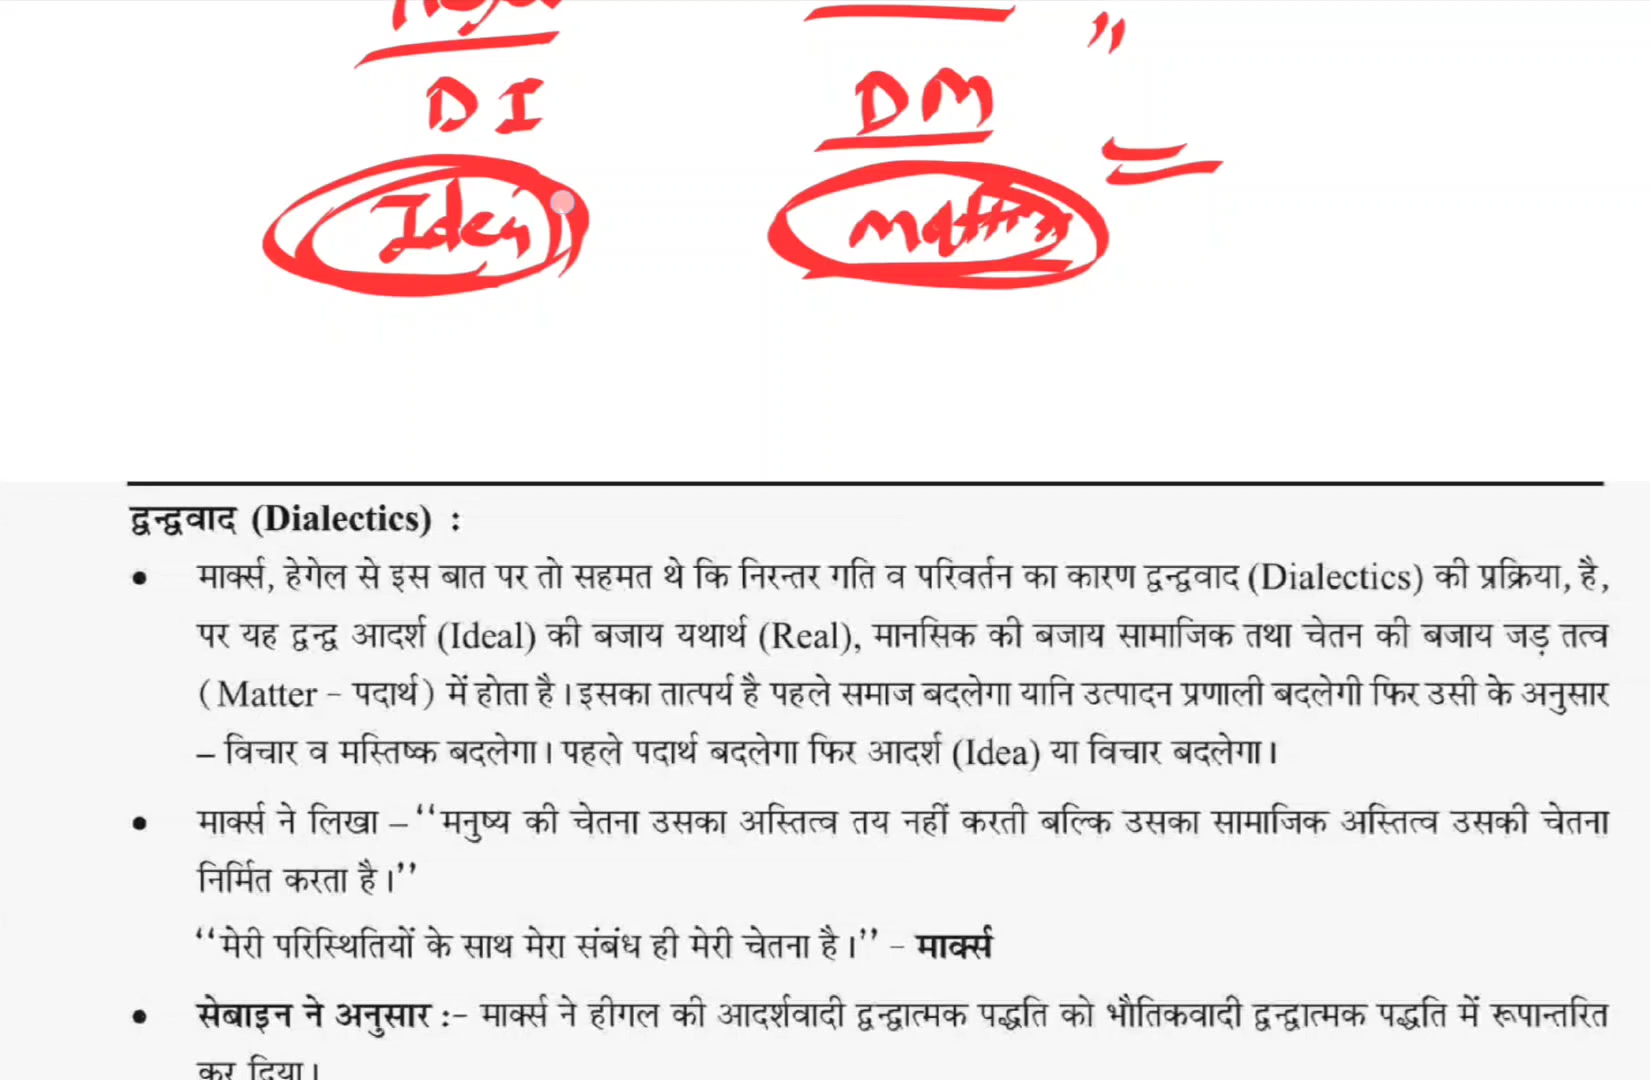 DI DM
Idea matter
द्वन्द्ववाद (Dialectics) :
● मार्क्स, हेगेल से इस बात पर तो सहमत थे कि निरन्तर गति व परिवर्तन का कारण द्वन्द्ववाद (Dialectics) की प्रक्रिया, है,
पर यह द्वन्द्व आदर्श (Ideal) की बजाय यथार्थ (Real), मानसिक की बजाय सामाजिक तथा चेतन की बजाय जड़ तत्व
(Matter – पदार्थ) में होता है। इसका तात्पर्य है पहले समाज बदलेगा यानि उत्पादन प्रणाली बदलेगी फिर उसी के अनुसार
– विचार व मस्तिष्क बदलेगा। पहले पदार्थ बदलेगा फिर आदर्श (Idea) या विचार बदलेगा।
● मार्क्स ने लिखा – ‘‘मनुष्य की चेतना उसका अस्तित्व तय नहीं करती बल्कि उसका सामाजिक अस्तित्व उसकी चेतना
निर्मित करता है।’’
‘‘मेरी परिस्थितियों के साथ मेरा संबंध ही मेरी चेतना है।’’ – मार्क्स
● सेबाइन ने अनुसार :– मार्क्स ने हीगल की आदर्शवादी द्वन्द्वात्मक पद्धति को भौतिकवादी द्वन्द्वात्मक पद्धति में रूपान्तरित
कर दिया।